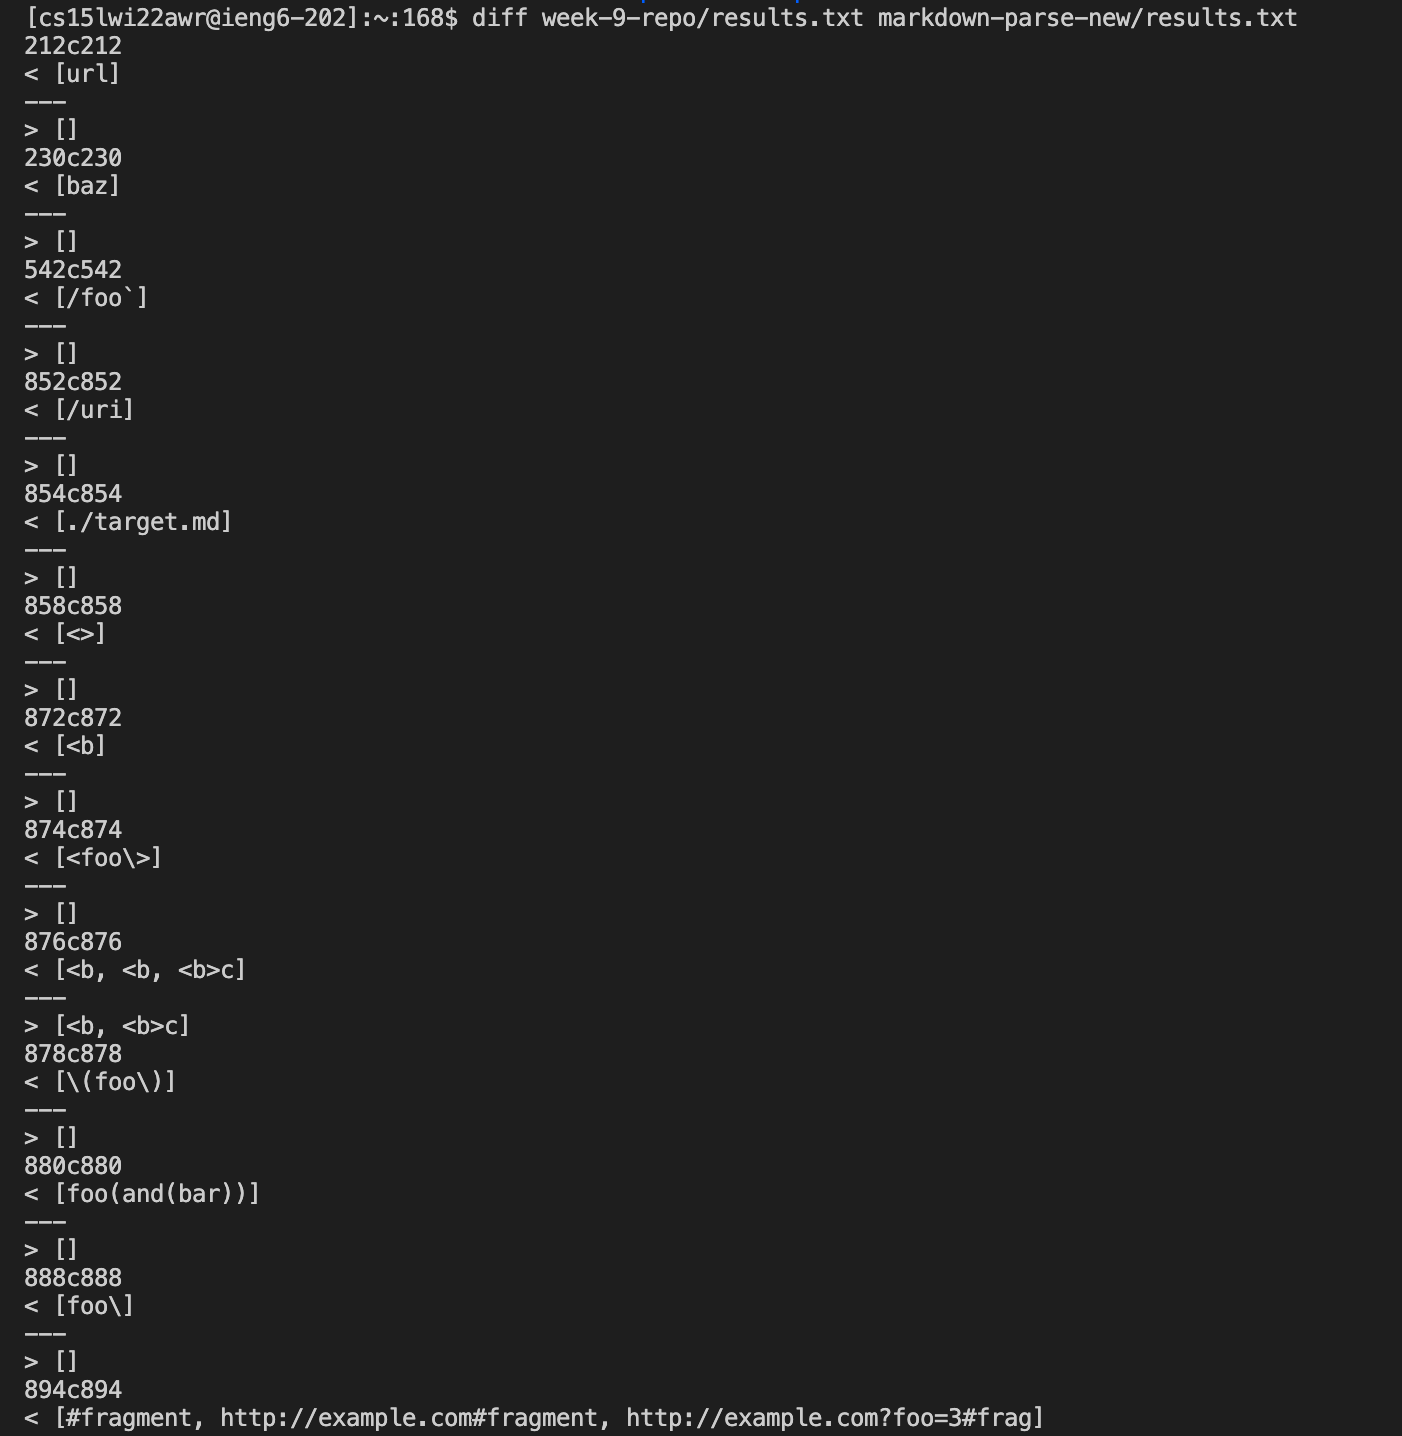 [cs15lwi22awr@ieng6-202]:~:168$ diff week-9-repo/results.txt markdown-parse-new/results.txt
212c212
< [url]
---
> []
230c230
< [baz]
---
> []
542c542
< [/foo`]
---
> []
852c852
< [/uri]
---
> []
854c854
< [./target.md]
---
> []
858c858
< [<>]
---
> []
872c872
< [<b]
---
> []
874c874
< [<foo\>]
---
> []
876c876
< [<b, <b, <b>c]
---
> [<b, <b>c]
878c878
< [\(foo\)]
---
> []
880c880
< [foo(and(bar))]
---
> []
888c888
< [foo\]
---
> []
894c894
< [#fragment, http://example.com#fragment, http://example.com?foo=3#frag]